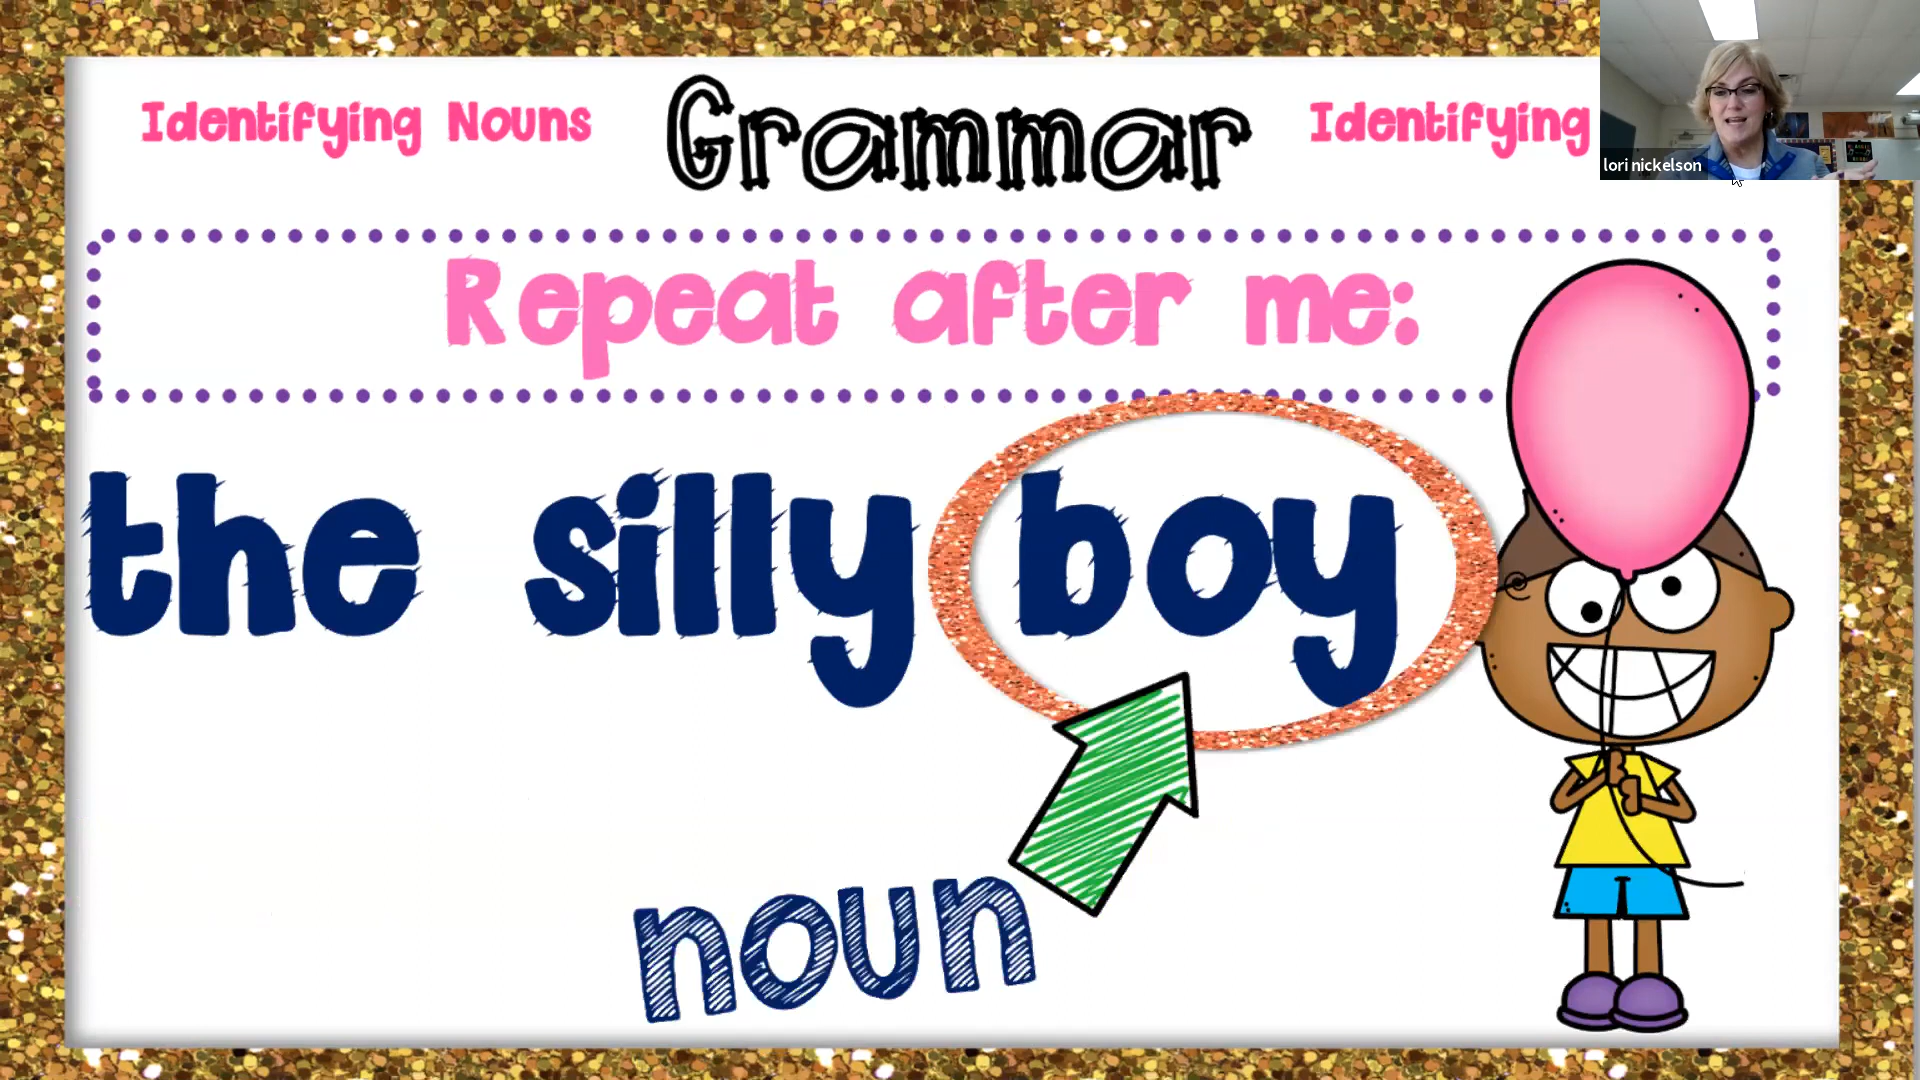 Identifying Nouns Grammar Identifying
lori nickelson
Repeat after me:
the silly boy
noun